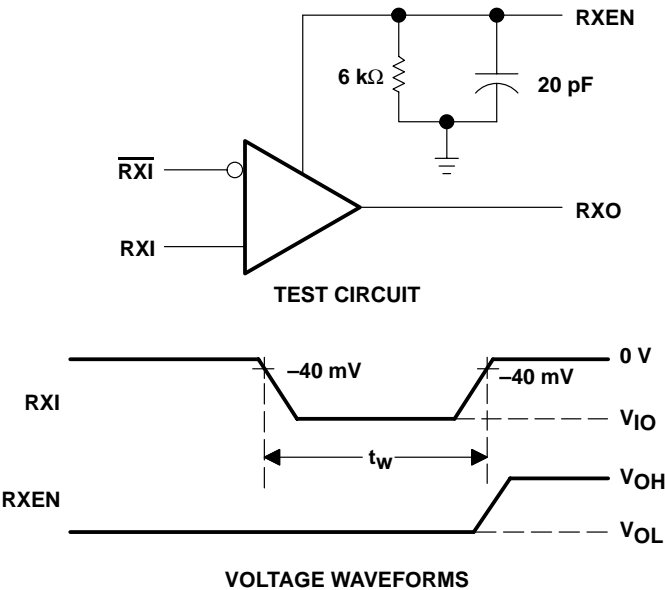 RXEN
6 kΩ
20 pF
R̅X̅I̅
RXI
RXO
TEST CIRCUIT
0 V
–40 mV
–40 mV
RXI
VIO
tw
VOH
RXEN
VOL
VOLTAGE WAVEFORMS